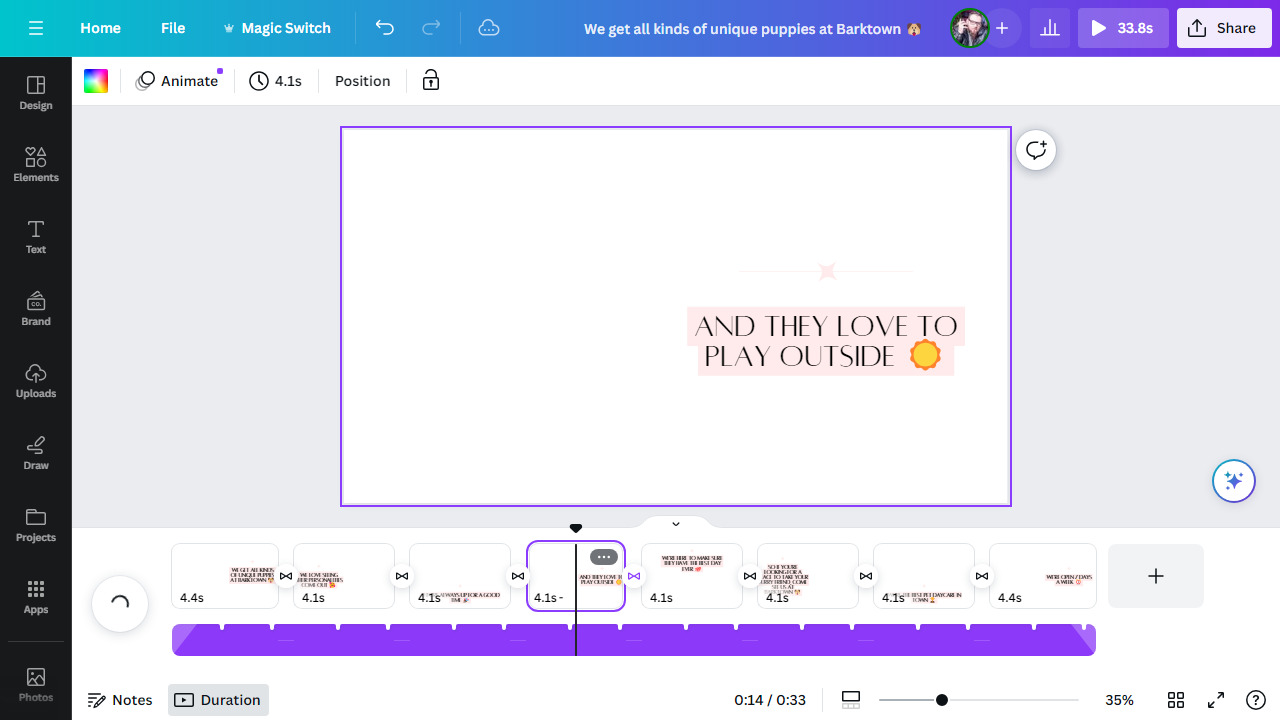 Home
File
Magic Switch
We get all kinds of unique puppies at Barktown
33.8s
Share
Animate
4.1s
Position
Design
Elements
Text
Brand
CO.
Uploads
Draw
Projects
Apps
Photos
AND THEY LOVE TO
PLAY OUTSIDE
WE GET ALL KINDS
OF UNIQUE PUPPIES
AT BARKTOWN
4.4s
WE LOVE SEEING
THEIR PERSONALITIES
COME OUT
4.1s
ALWAYS UP FOR A GOOD
TIME
4.1s
AND THEY LOVE TO
PLAY OUTSIDE
4.1s -
WE'RE HERE TO MAKE SURE
THEY HAVE THE BEST DAY
EVER
4.1s
SO IF YOU'RE
LOOKING FOR A
PLACE TO TAKE YOUR
FURRY FRIEND, COME
SEE US AT
4.1s
THE BEST PET DAYCARE IN
TOWN
4.1s
WE'RE OPEN 7 DAYS
A WEEK
4.4s
Notes
Duration
0:14 / 0:33
35%